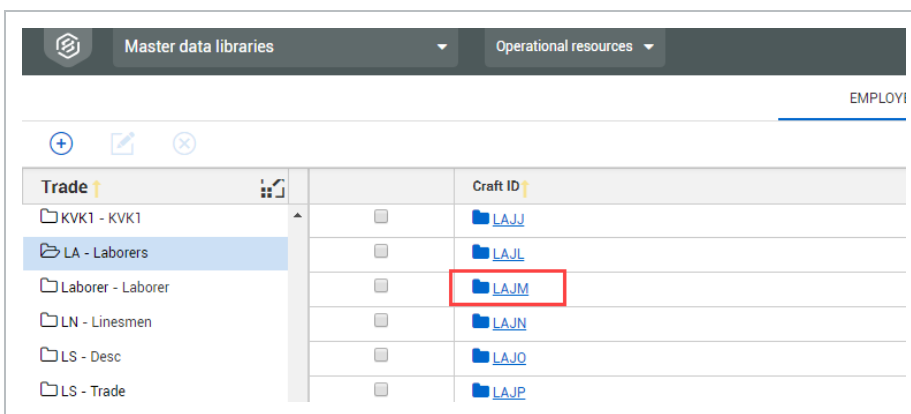 Master data libraries
Operational resources
EMPLOYE
Trade
Craft ID
KVK1 - KVK1
LAJJ
LA - Laborers
LAJL
Laborer - Laborer
LAJM
LN - Linesmen
LAJN
LS - Desc
LAJO
LS - Trade
LAJP